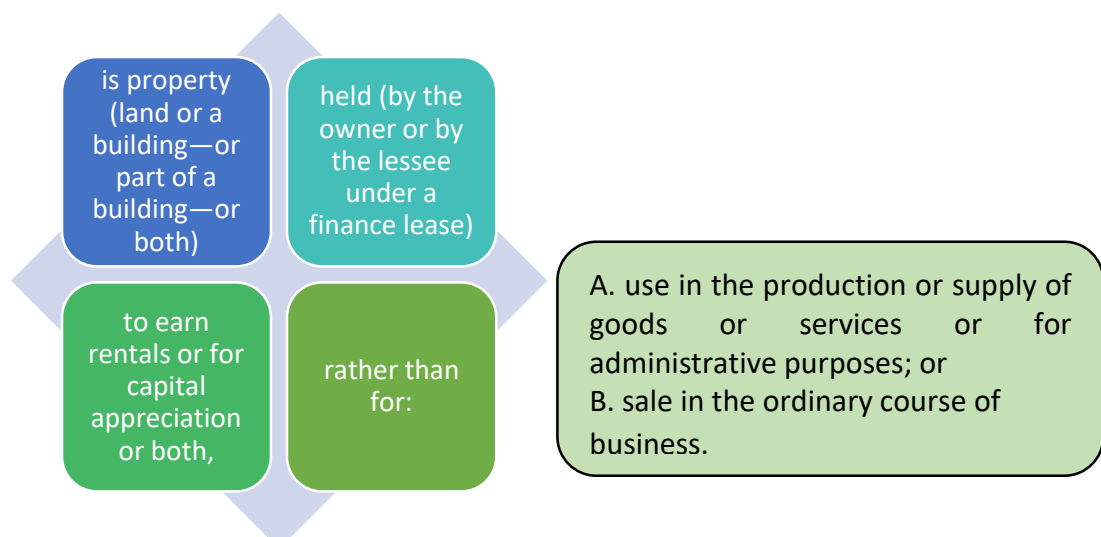 is property
(land or a
building—or
part of a
building—or
both)
held (by the
owner or by
the lessee
under a
finance lease)
to earn
rentals or for
capital
appreciation
or both,
rather than
for:
A. use in the production or supply of
goods or services or for
administrative purposes; or
B. sale in the ordinary course of
business.